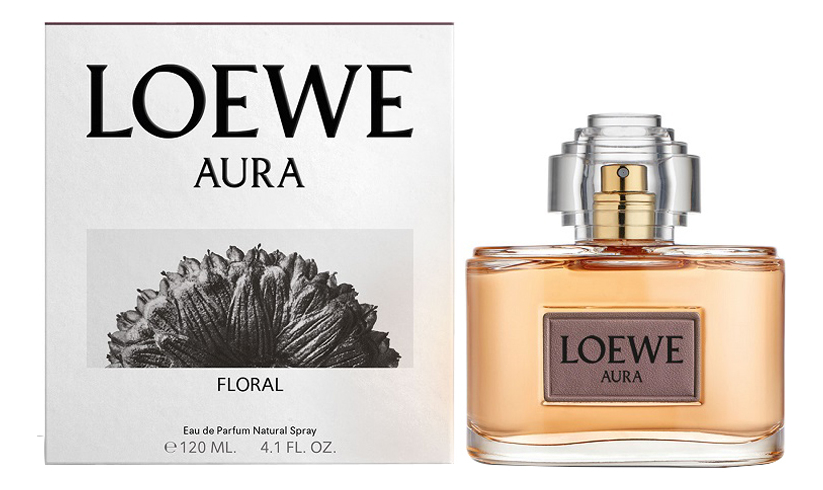 LOEWE
AURA
FLORAL
Eau de Parfum Natural Spray
℮120 ML. 4.1 FL. OZ.
LOEWE
AURA